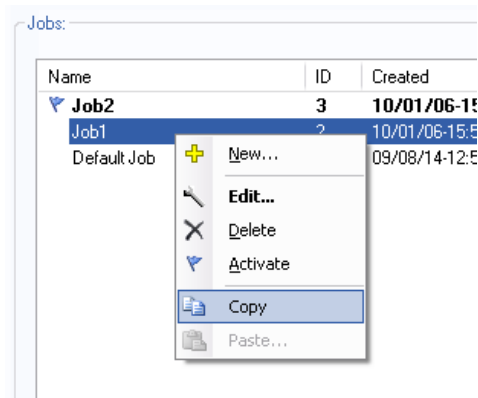 Jobs:
Name ID Created
Job2 3 10/01/06-15
Job1 2 10/01/06-15:5
Default Job 09/08/14-12:5
New...
Edit...
Delete
Activate
Copy
Paste...